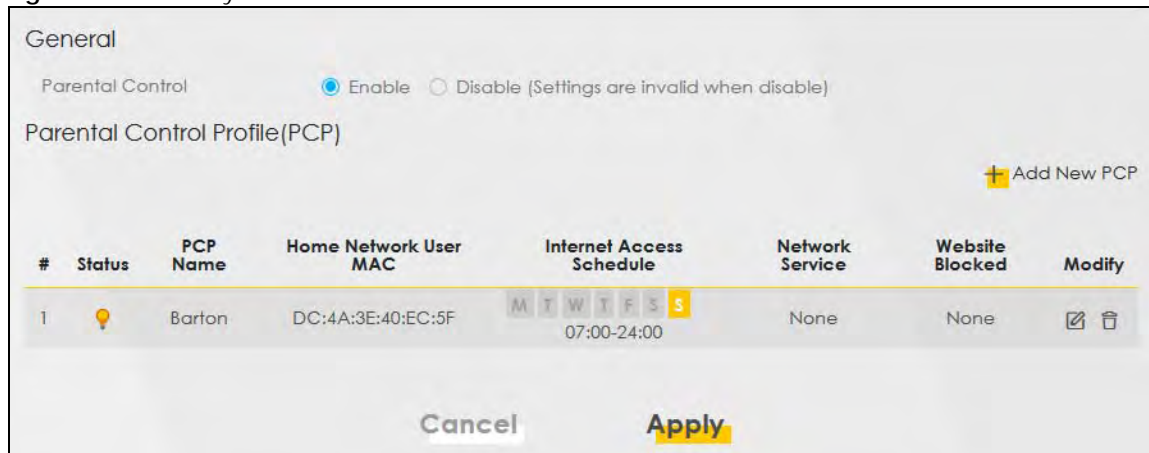 General
Parental Control Enable Disable (Settings are invalid when disable)
Parental Control Profile(PCP)
+ Add New PCP
# Status PCP Name Home Network User MAC Internet Access Schedule Network Service Website Blocked Modify
1 Barton DC:4A:3E:40:EC:5F M T W T F S S 07:00-24:00 None None
Cancel Apply